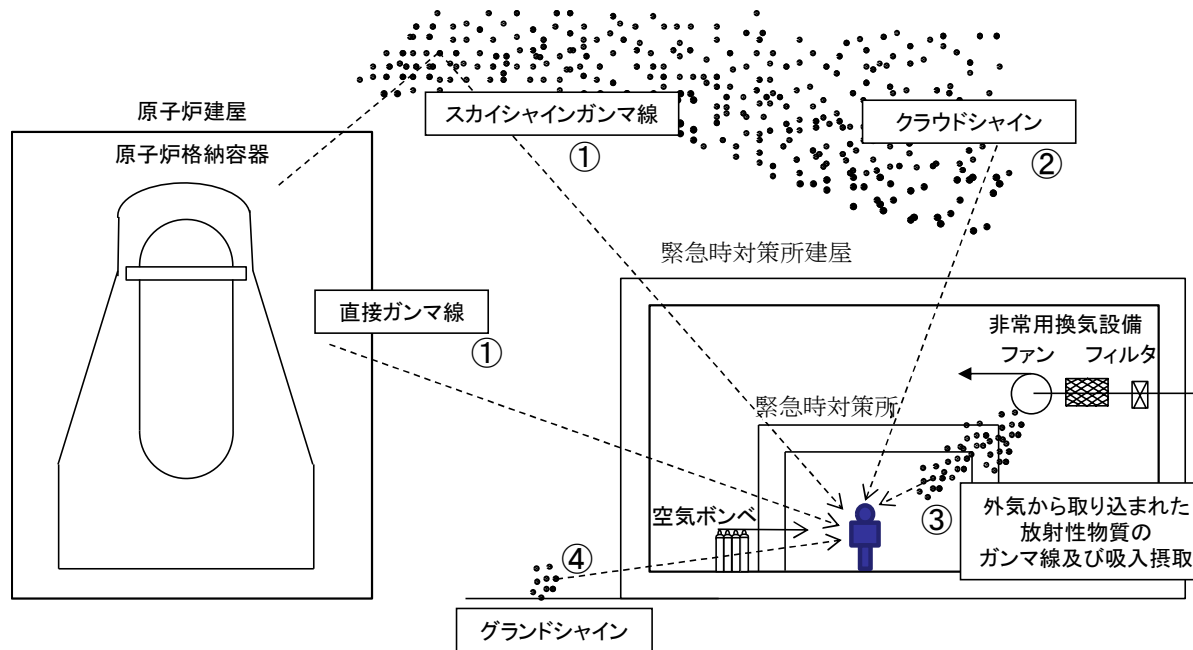 スカイシャインガンマ線
①
クラウドシャイン
②
原子炉建屋
原子炉格納容器
緊急時対策所建屋
直接ガンマ線
①
非常用換気設備
ファン
フィルタ
緊急時対策所
空気ボンベ
③
外気から取り込まれた
放射性物質の
ガンマ線及び吸入摂取
④
グランドシャイン